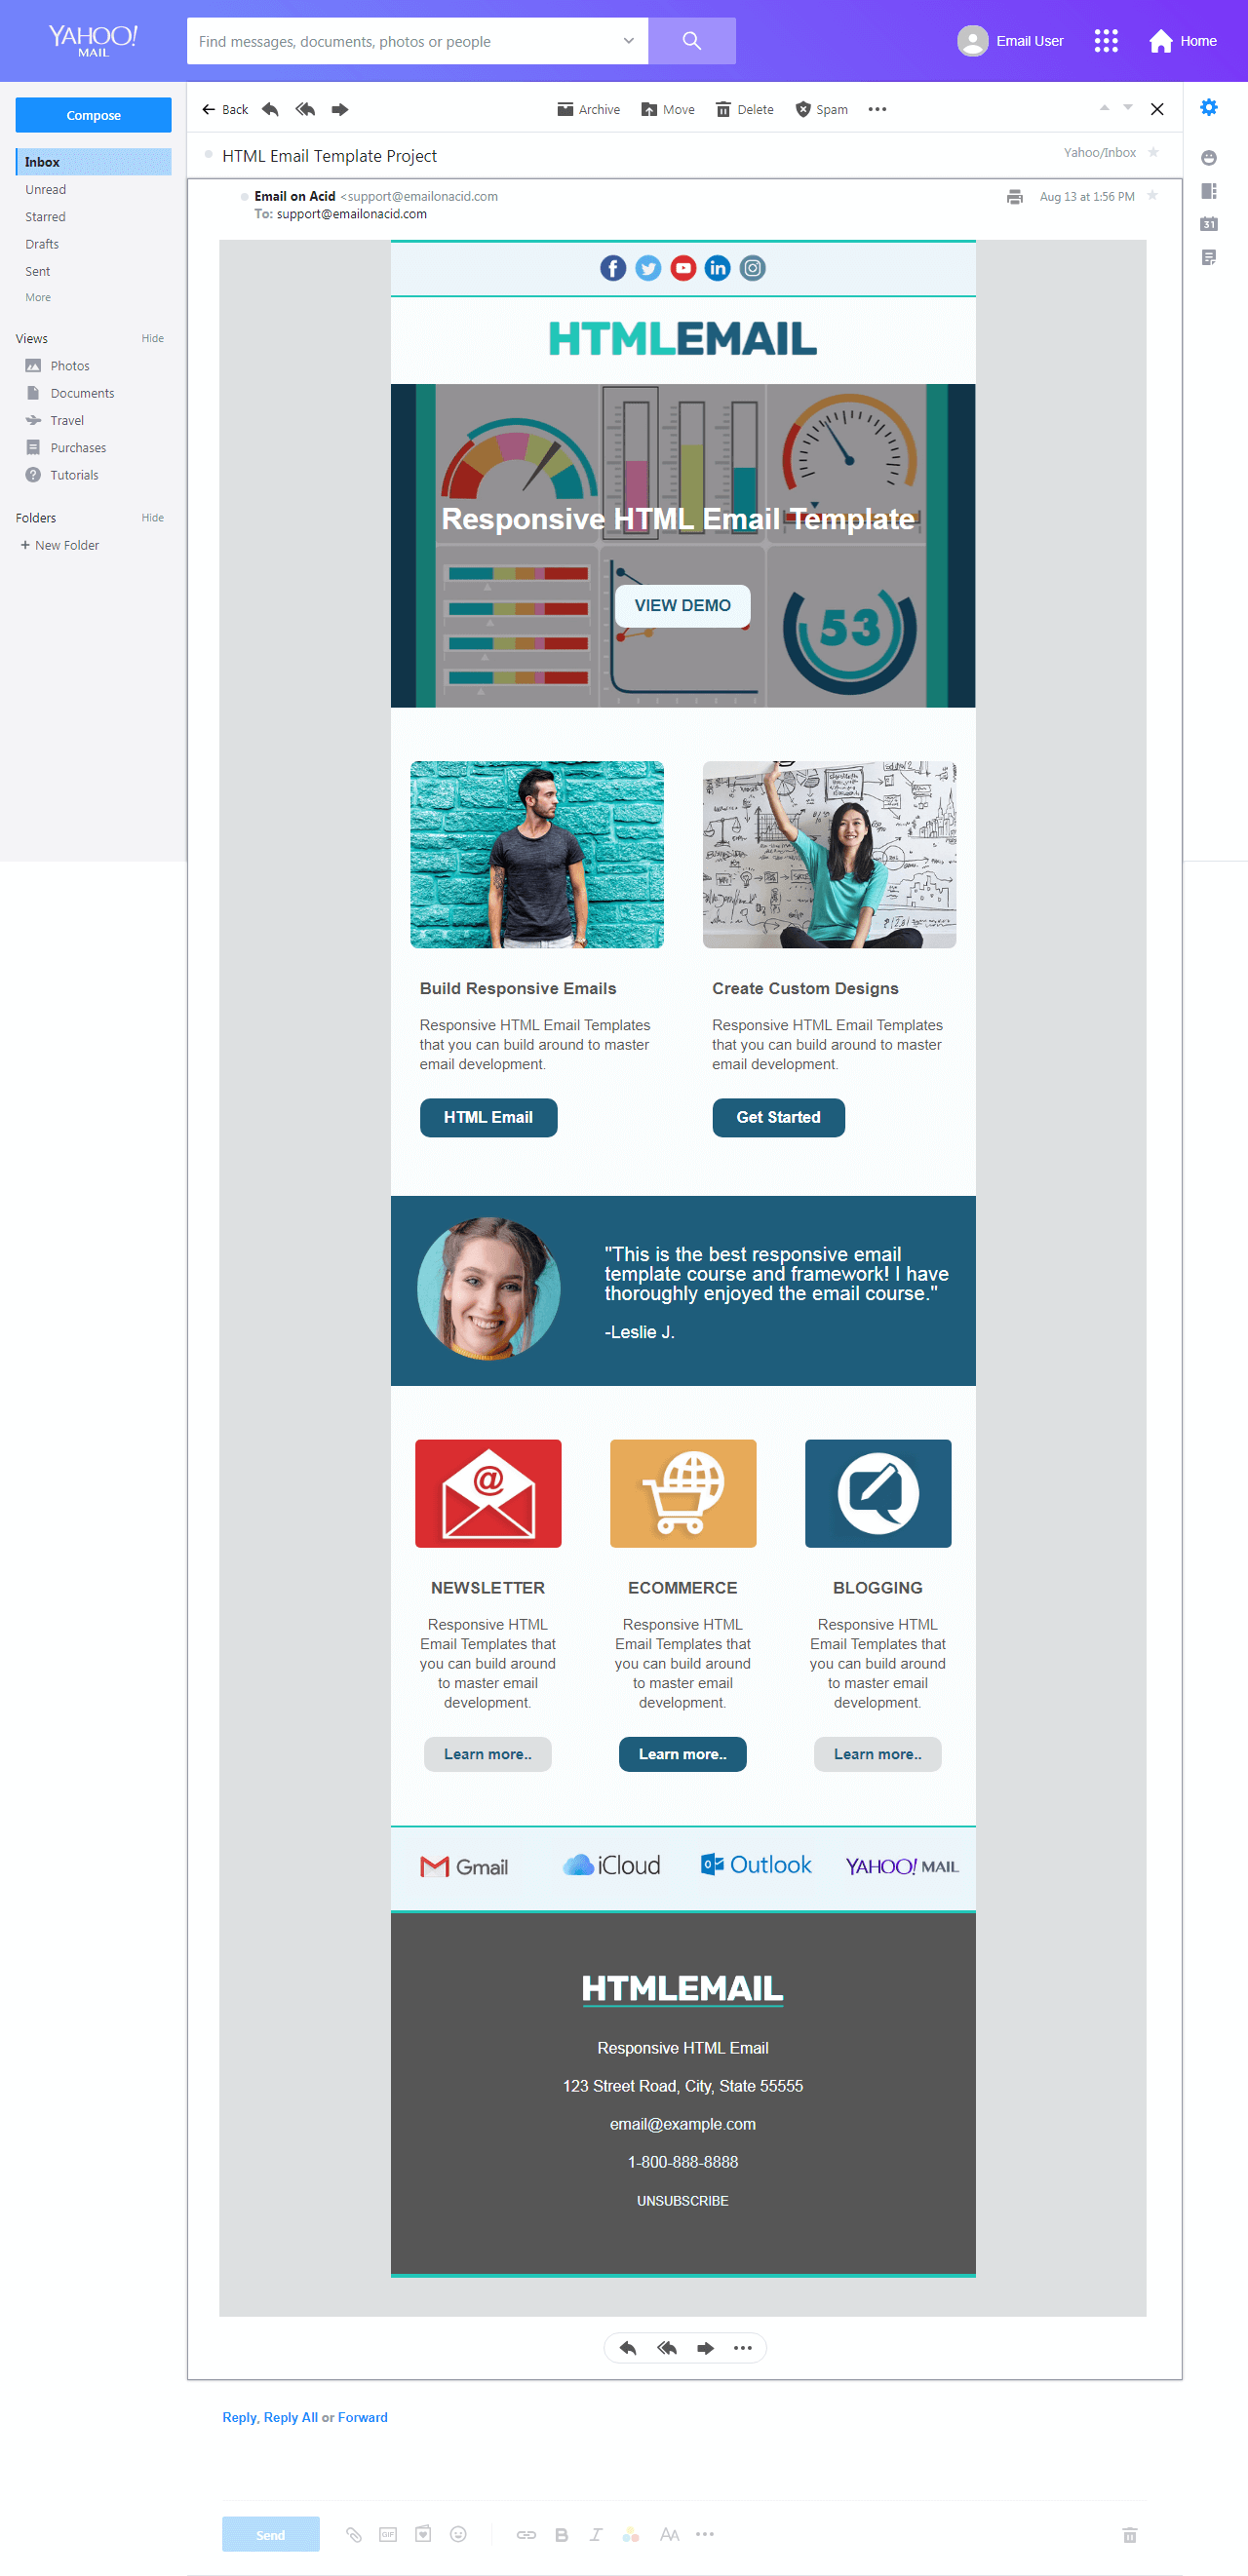 YAHOO!
MAIL
Find messages, documents, photos or people
Email User
Home
Compose
Inbox
Unread
Starred
Drafts
Sent
More
Views Hide
Photos
Documents
Travel
Purchases
Tutorials
Folders Hide
+ New Folder
Back
Archive Move Delete Spam
HTML Email Template Project
Yahoo/Inbox
Email on Acid <support@emailonacid.com
To: support@emailonacid.com
Aug 13 at 1:56 PM
31
HTMLEMAIL
Responsive HTML Email Template
VIEW DEMO
53
Build Responsive Emails
Responsive HTML Email Templates
that you can build around to master
email development.
HTML Email
Create Custom Designs
Responsive HTML Email Templates
that you can build around to master
email development.
Get Started
"This is the best responsive email
template course and framework! I have
thoroughly enjoyed the email course."
-Leslie J.
NEWSLETTER
Responsive HTML
Email Templates that
you can build around
to master email
development.
Learn more..
ECOMMERCE
Responsive HTML
Email Templates that
you can build around
to master email
development.
Learn more..
BLOGGING
Responsive HTML
Email Templates that
you can build around
to master email
development.
Learn more..
Gmail iCloud Outlook YAHOO! MAIL
HTMLEMAIL
Responsive HTML Email
123 Street Road, City, State 55555
email@example.com
1-800-888-8888
UNSUBSCRIBE
Reply, Reply All or Forward
Send
GIF
B I AA